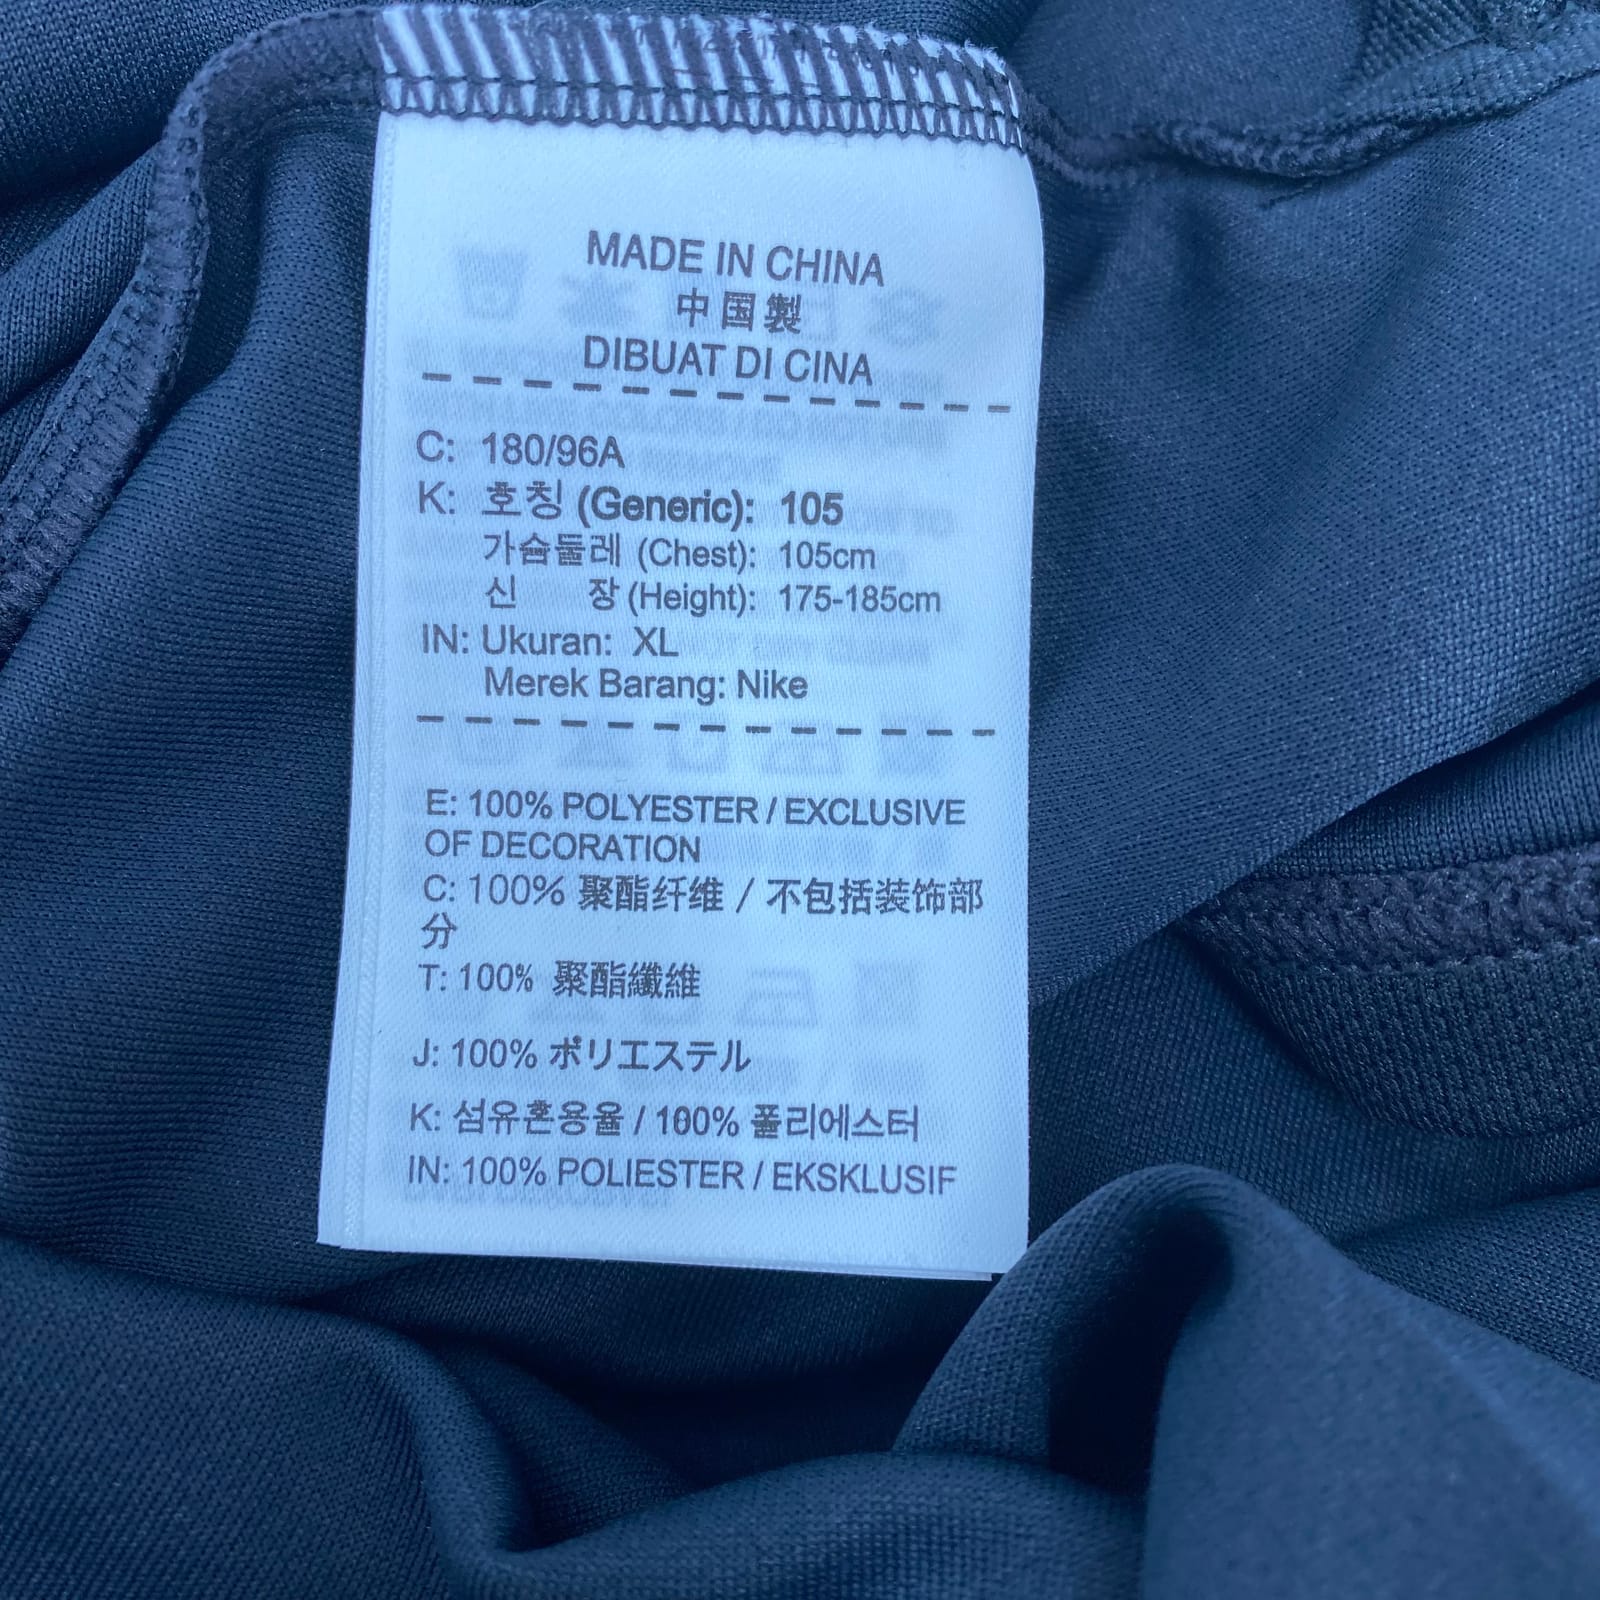 MADE IN CHINA
中国製
DIBUAT DI CINA
C: 180/96A
K: 호칭 (Generic): 105
가슴둘레 (Chest): 105cm
신 장 (Height): 175-185cm
IN: Ukuran: XL
Merek Barang: Nike
E: 100% POLYESTER / EXCLUSIVE
OF DECORATION
C: 100% 聚酯纤维 / 不包括装饰部
分
T: 100% 聚酯纖維
J: 100% ポリエステル
K: 섬유혼용율 / 100% 폴리에스터
IN: 100% POLIESTER / EKSKLUSIF